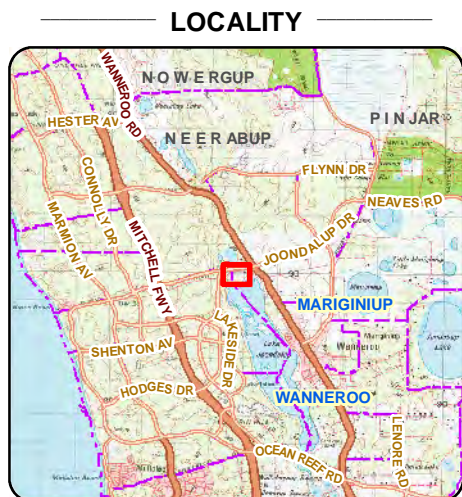 LOCALITY
WANNEROO RD
NOWERGUP
PINJAR
HESTER AV
NEERABUP
CONNOLLY DR
FLYNN DR
NEAVES RD
MARMION AV
MITCHELL FWY
JOONDALUP DR
MARIGINIUP
LAKESIDE DR
Wanneroo
SHENTON AV
WANNEROO
HODGES DR
LENORE RD
OCEAN REEF RD